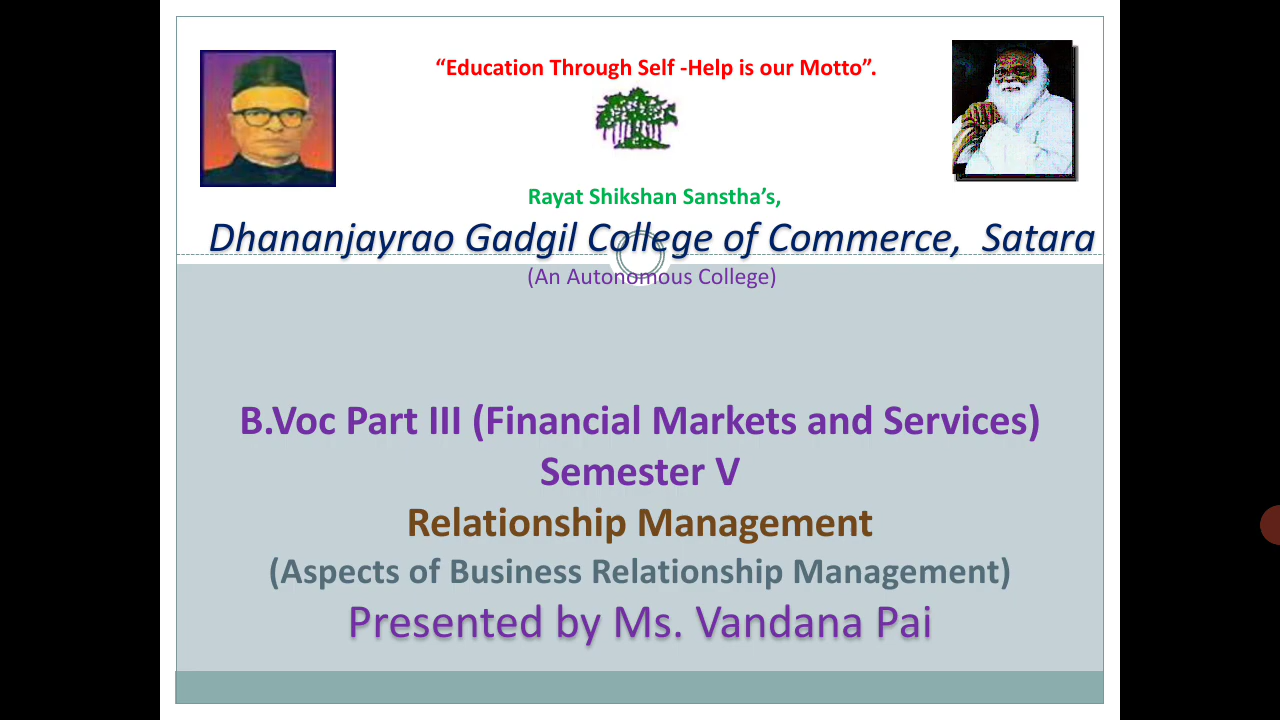 “Education Through Self -Help is our Motto”.
Rayat Shikshan Sanstha’s,
Dhananjayrao Gadgil College of Commerce, Satara
(An Autonomous College)
B.Voc Part III (Financial Markets and Services)
Semester V
Relationship Management
(Aspects of Business Relationship Management)
Presented by Ms. Vandana Pai